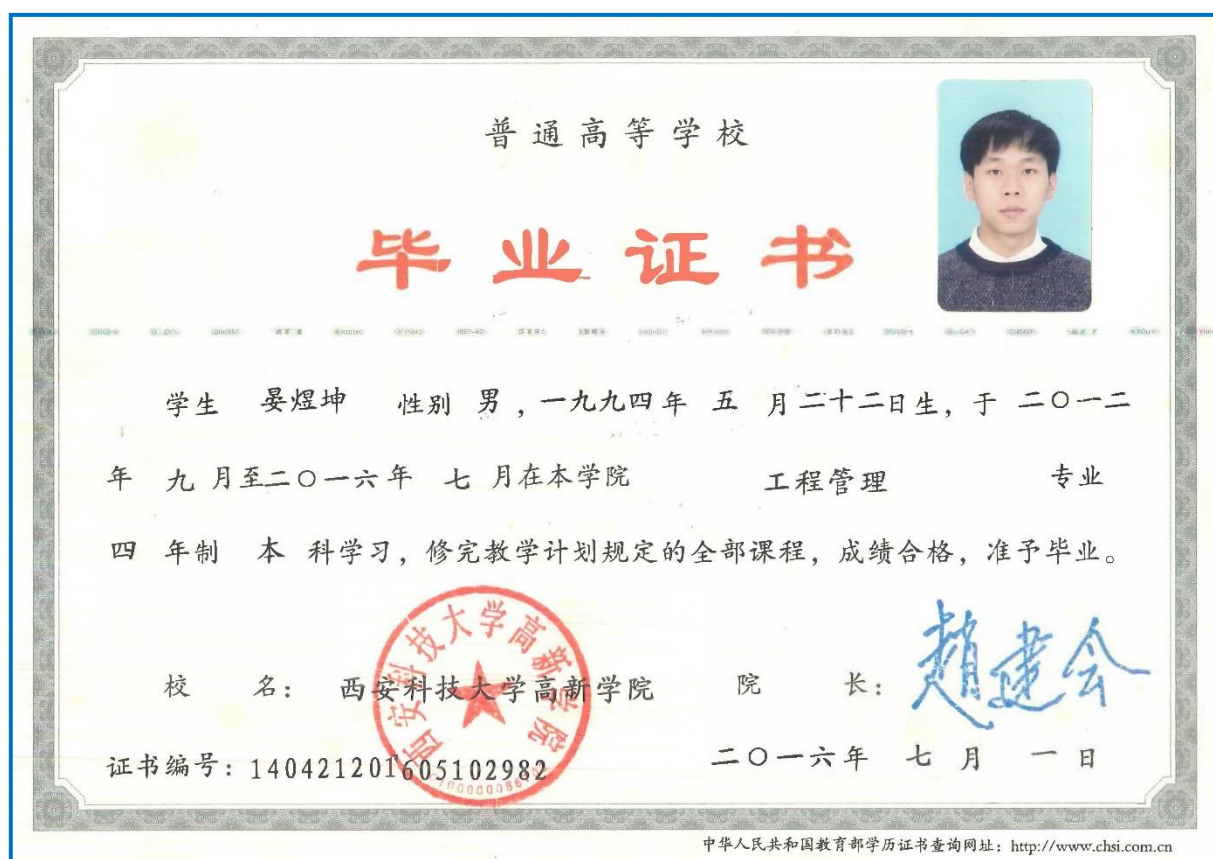 普通高等学校
毕业证书
学生 晏煜坤 性别 男，一九九四年 五 月二十二日生，于 二〇一二
年 九 月至二〇一六年 七 月在本学院 工程管理 专业
四 年制 本 科学习，修完教学计划规定的全部课程，成绩合格，准予毕业。
西安科技大学高新学院
校 名： 西安科技大学高新学院 院 长： 趙建会
证书编号：140421201605102982 二〇一六年 七 月 一 日
中华人民共和国教育部学历证书查询网址：http://www.chsi.com.cn